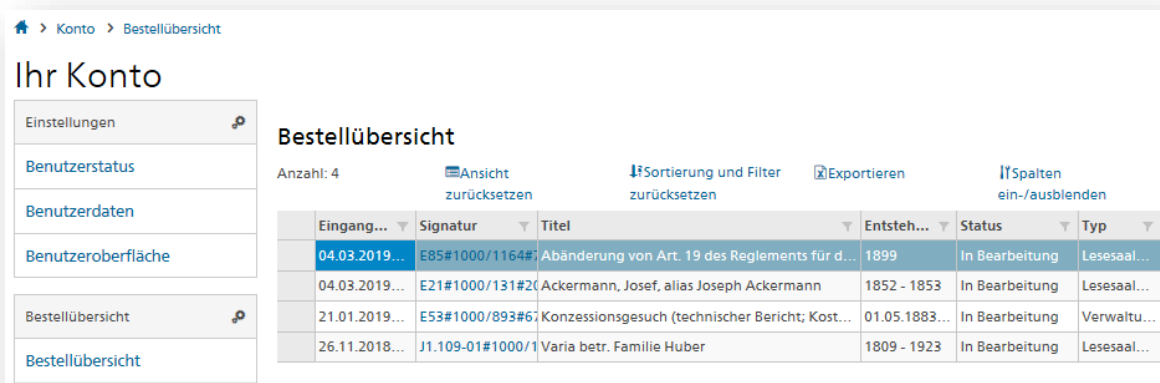 > Konto > Bestellübersicht
Ihr Konto
Einstellungen
Benutzerstatus
Benutzerdaten
Benutzeroberfläche
Bestellübersicht
Bestellübersicht
Bestellübersicht
Anzahl: 4
Ansicht zurücksetzen
Sortierung und Filter zurücksetzen
Exportieren
Spalten ein-/ausblenden
Eingang... Signatur Titel Entsteh... Status Typ
04.03.2019... E85#1000/1164# Abänderung von Art. 19 des Reglements für d... 1899 In Bearbeitung Lesesaal...
04.03.2019... E21#1000/131#20 Ackermann, Josef, alias Joseph Ackermann 1852 - 1853 In Bearbeitung Lesesaal...
21.01.2019... E53#1000/893#67 Konzessionsgesuch (technischer Bericht; Kost... 01.05.1883... In Bearbeitung Verwaltu...
26.11.2018... J1.109-01#1000/1 Varia betr. Familie Huber 1809 - 1923 In Bearbeitung Lesesaal...